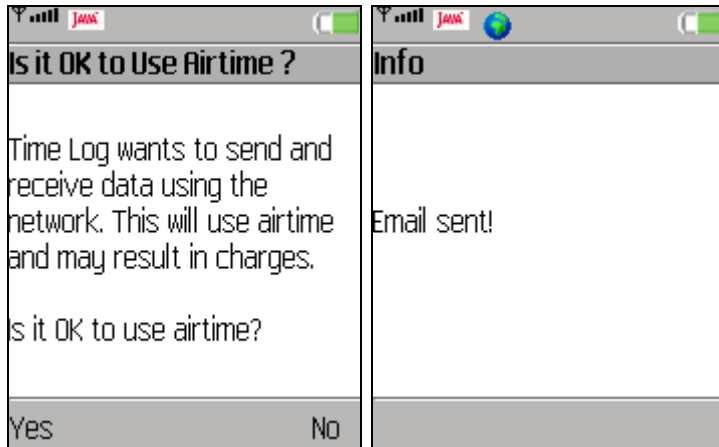 JAVA
Is it OK to Use Airtime ?
Time Log wants to send and
receive data using the
network. This will use airtime
and may result in charges.
Is it OK to use airtime?
Yes No
JAVA
Info
Email sent!